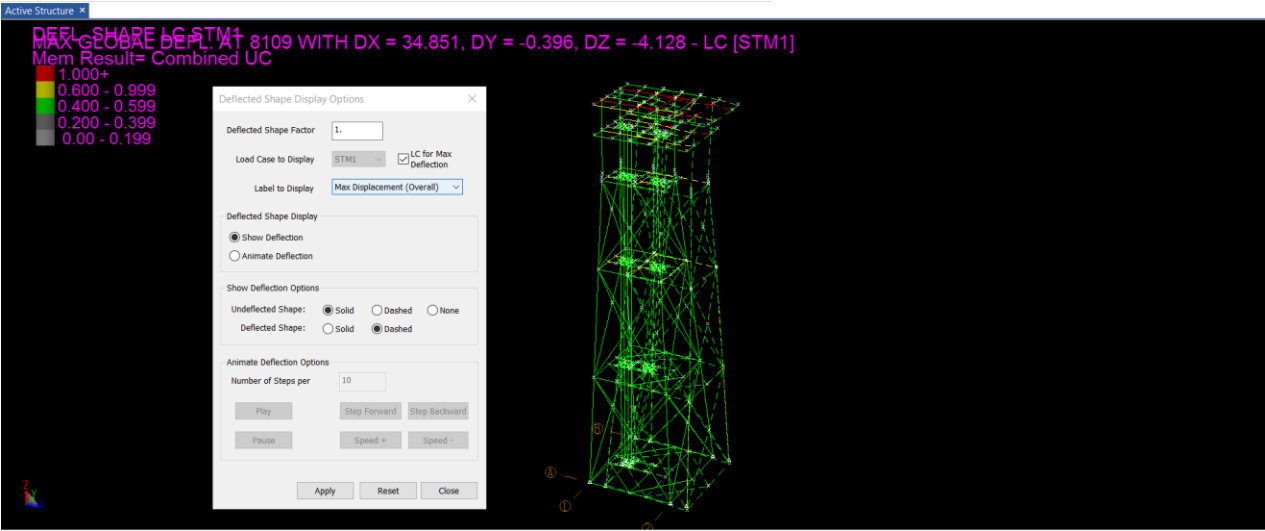 Active Structure ×
DEFL. SHAPE LC STM1
MAX GLOBAL DEFL. AT 8109 WITH DX = 34.851, DY = -0.396, DZ = -4.128 - LC [STM1]
Mem Result= Combined UC
1.000+
0.600 - 0.999
0.400 - 0.599
0.200 - 0.399
0.00 - 0.199
Deflected Shape Display Options
Deflected Shape Factor 1.
Load Case to Display STM1 LC for Max
Deflection
Label to Display Max Displacement (Overall)
Deflected Shape Display
Show Deflection
Animate Deflection
Show Deflection Options
Undeflected Shape: Solid Dashed None
Deflected Shape: Solid Dashed
Animate Deflection Options
Number of Steps per 10
Play Step Forward Step Backward
Pause Speed + Speed -
Apply Reset Close
B
A
1
2
Z
Y
X